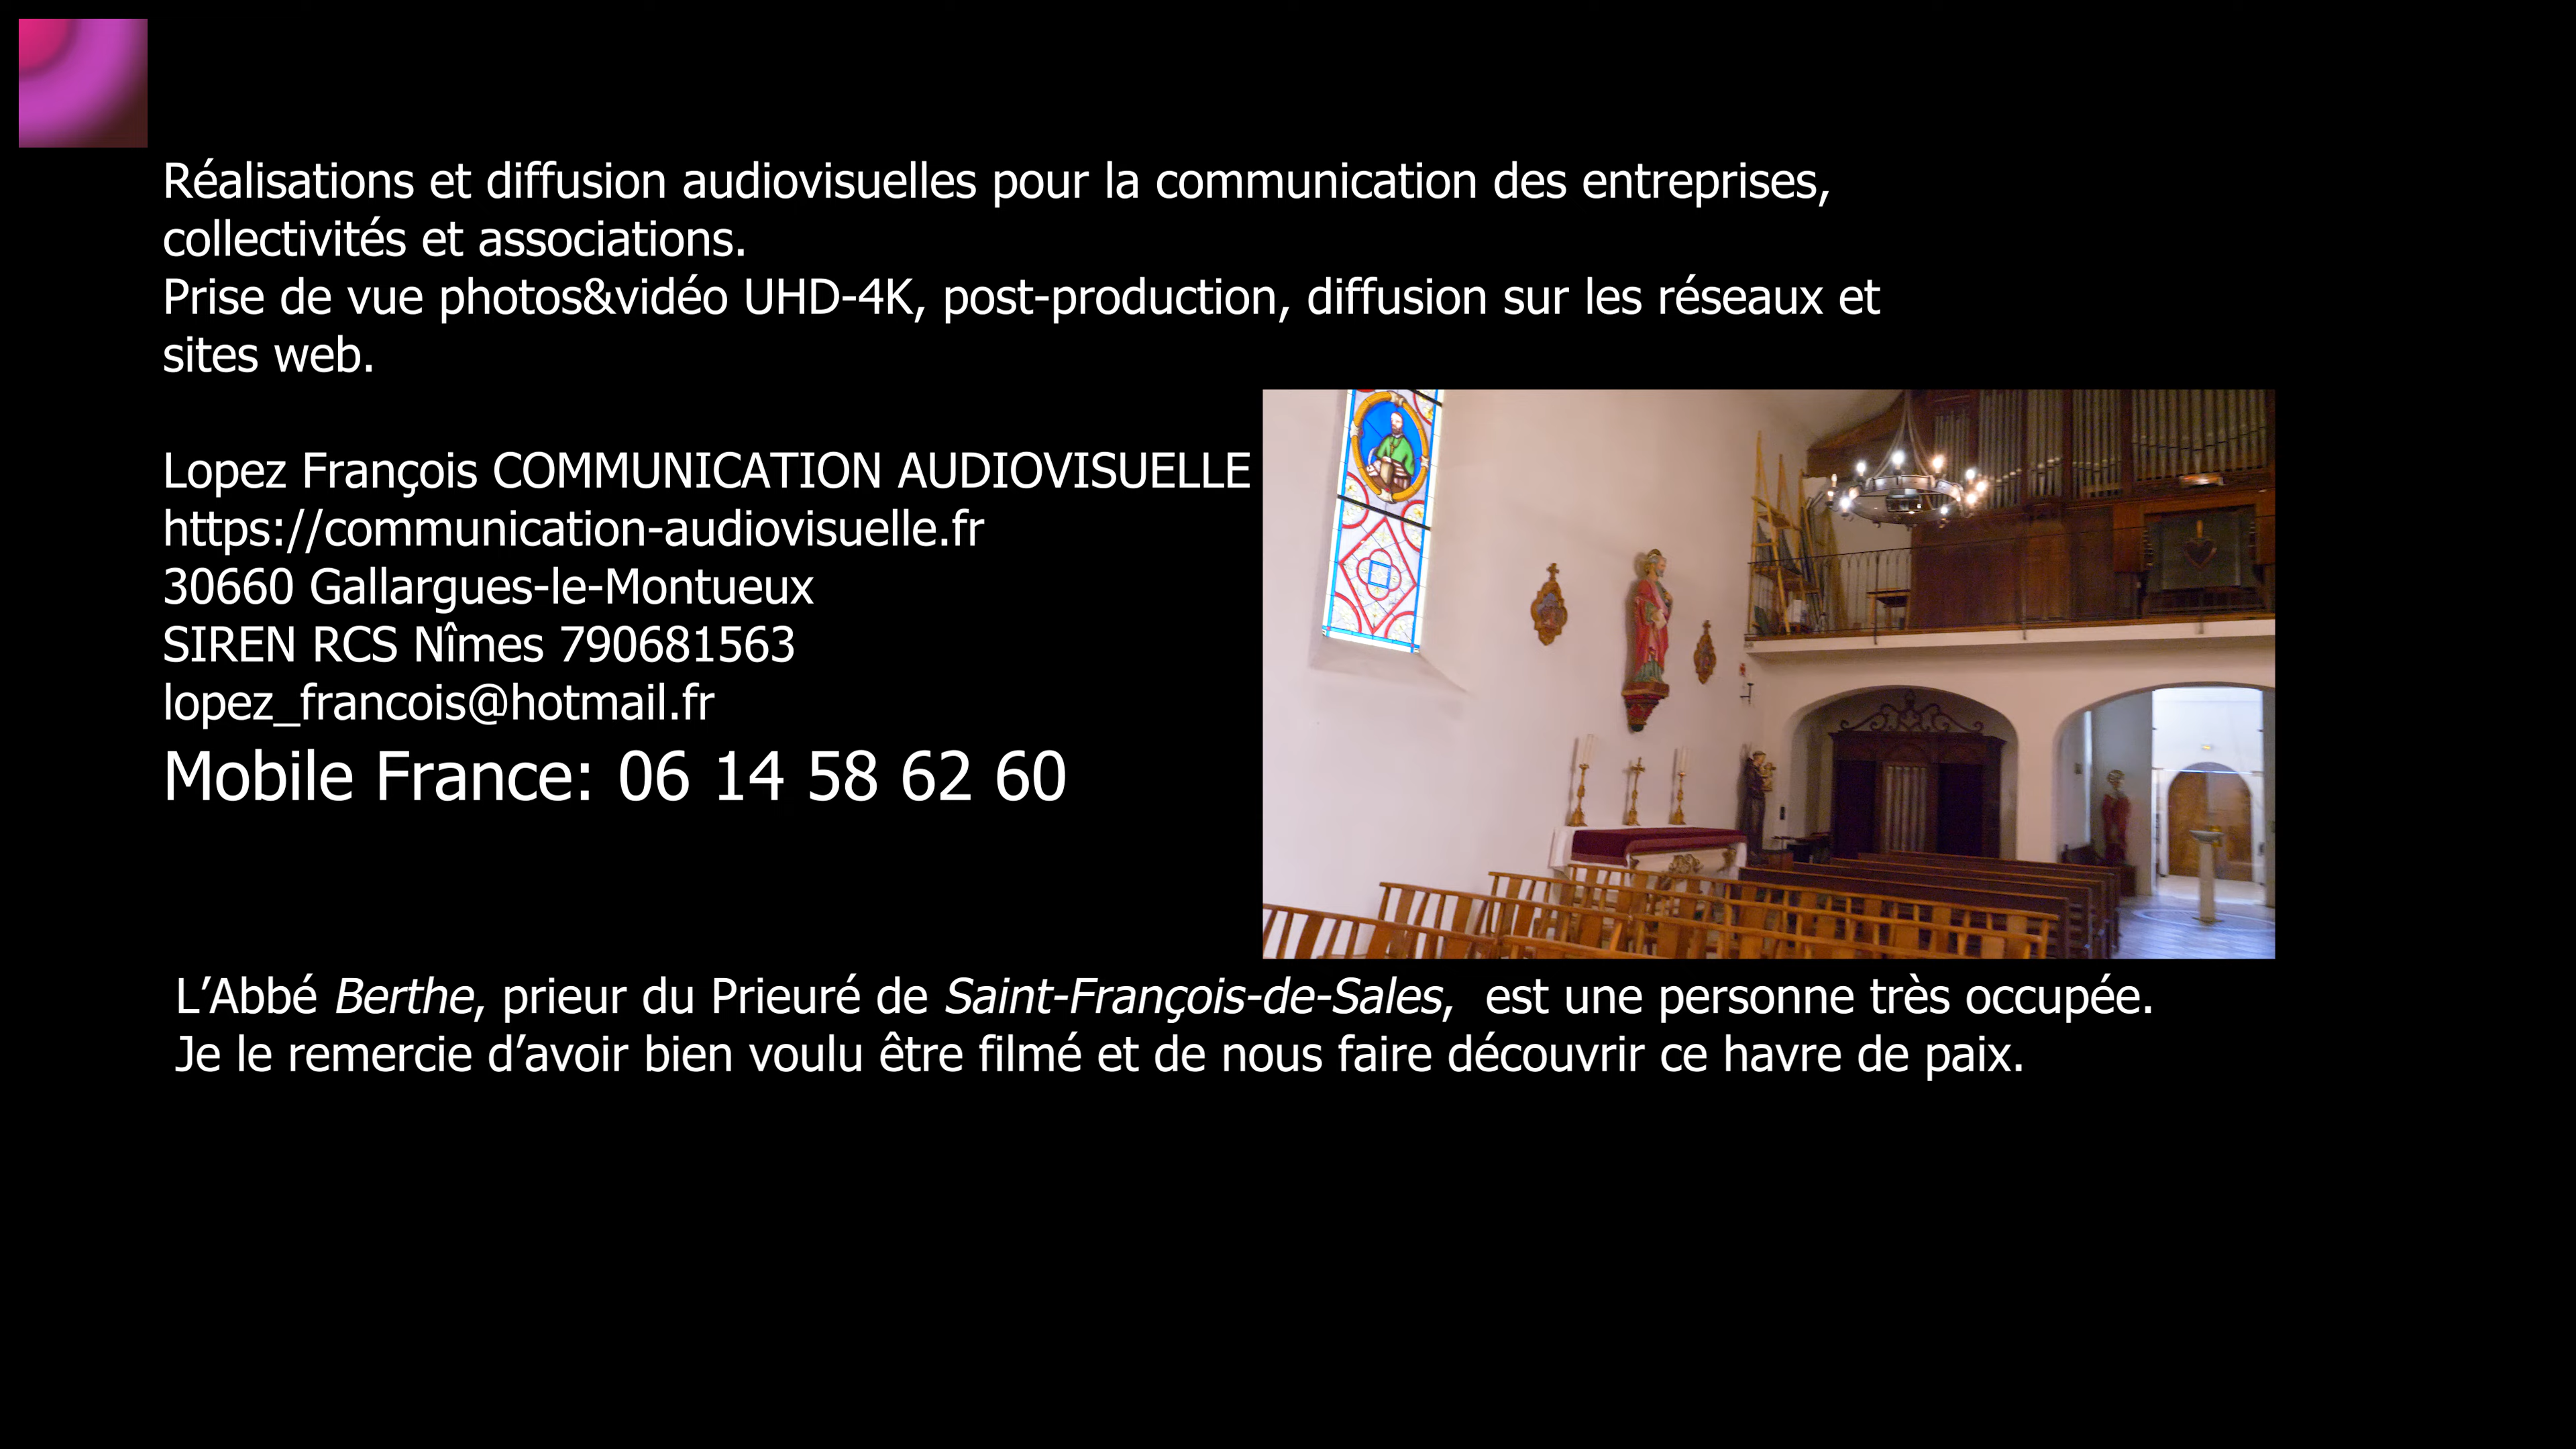 Réalisations et diffusion audiovisuelles pour la communication des entreprises,
collectivités et associations.
Prise de vue photos&vidéo UHD-4K, post-production, diffusion sur les réseaux et
sites web.
Lopez François COMMUNICATION AUDIOVISUELLE
https://communication-audiovisuelle.fr
30660 Gallargues-le-Montueux
SIREN RCS Nîmes 790681563
lopez_francois@hotmail.fr
Mobile France: 06 14 58 62 60
L’Abbé Berthe, prieur du Prieuré de Saint-François-de-Sales,  est une personne très occupée.
Je le remercie d’avoir bien voulu être filmé et de nous faire découvrir ce havre de paix.